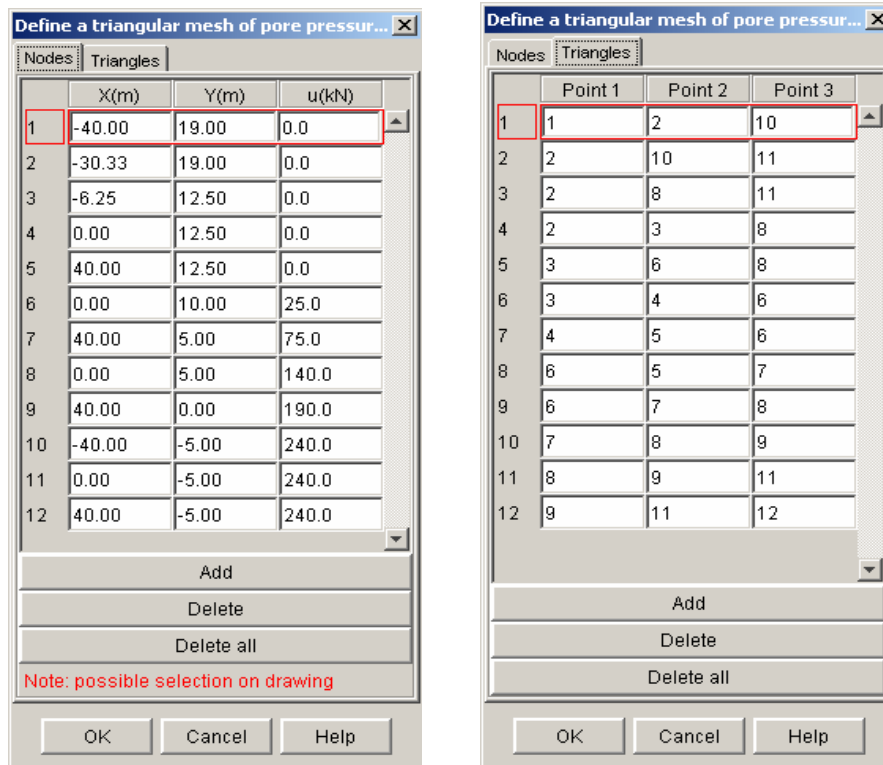 Define a triangular mesh of pore pressur...
Nodes Triangles
X(m) Y(m) u(kN)
1 -40.00 19.00 0.0
2 -30.33 19.00 0.0
3 -6.25 12.50 0.0
4 0.00 12.50 0.0
5 40.00 12.50 0.0
6 0.00 10.00 25.0
7 40.00 5.00 75.0
8 0.00 5.00 140.0
9 40.00 0.00 190.0
10 -40.00 -5.00 240.0
11 0.00 -5.00 240.0
12 40.00 -5.00 240.0
Add
Delete
Delete all
Note: possible selection on drawing
OK Cancel Help
Define a triangular mesh of pore pressur...
Nodes Triangles
Point 1 Point 2 Point 3
1 1 2 10
2 2 10 11
3 2 8 11
4 2 3 8
5 3 6 8
6 3 4 6
7 4 5 6
8 6 5 7
9 6 7 8
10 7 8 9
11 8 9 11
12 9 11 12
Add
Delete
Delete all
OK Cancel Help